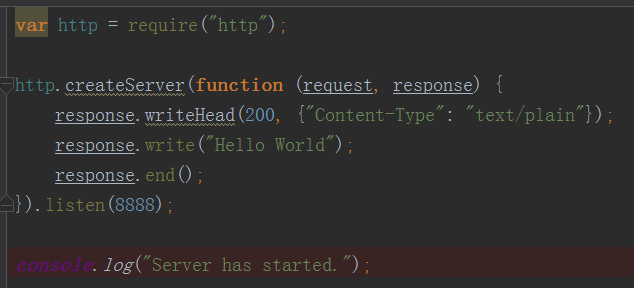 var http = require("http");
http.createServer(function (request, response) {
    response.writeHead(200, {"Content-Type": "text/plain"});
    response.write("Hello World");
    response.end();
}).listen(8888);
console.log("Server has started.");